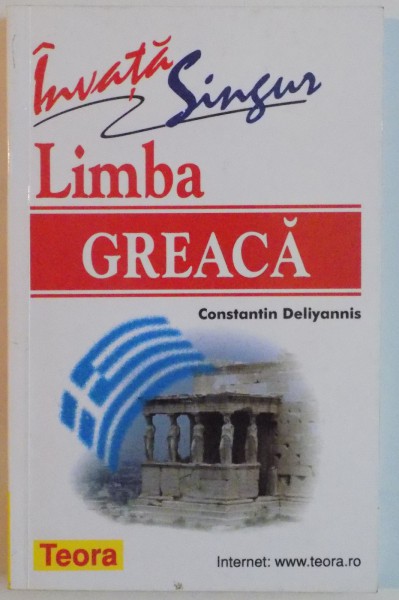 Învață Singur
Limba
GREACĂ
Constantin Deliyannis
Teora
Internet: www.teora.ro